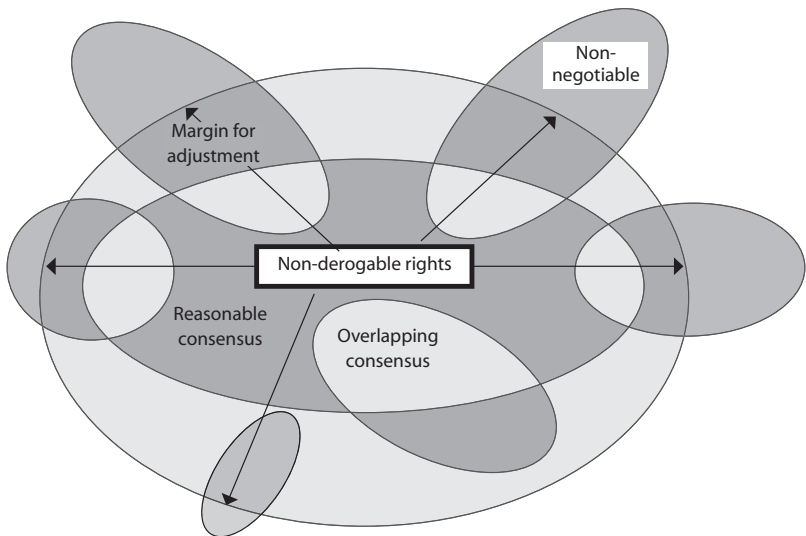 Non-
negotiable
Margin for
adjustment
Non-derogable rights
Reasonable
consensus
Overlapping
consensus